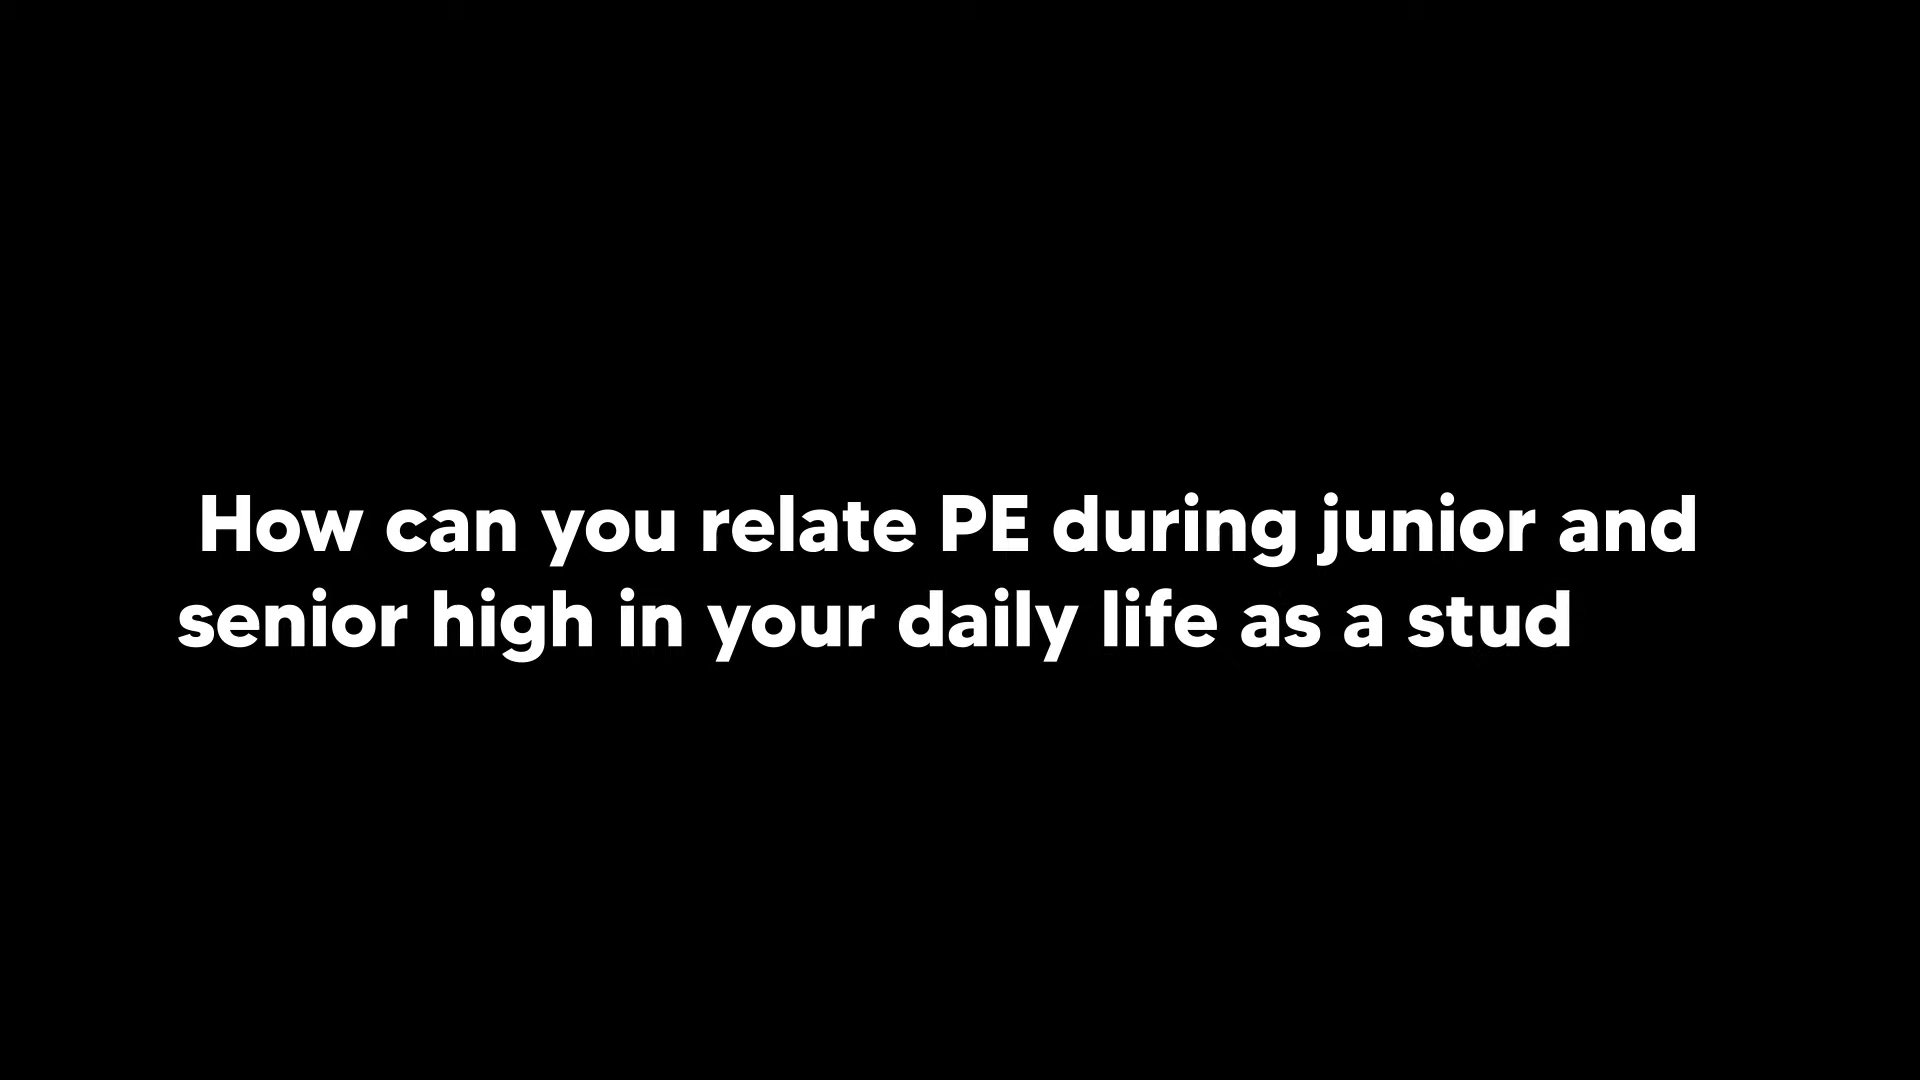 How can you relate PE during junior and
senior high in your daily life as a stud